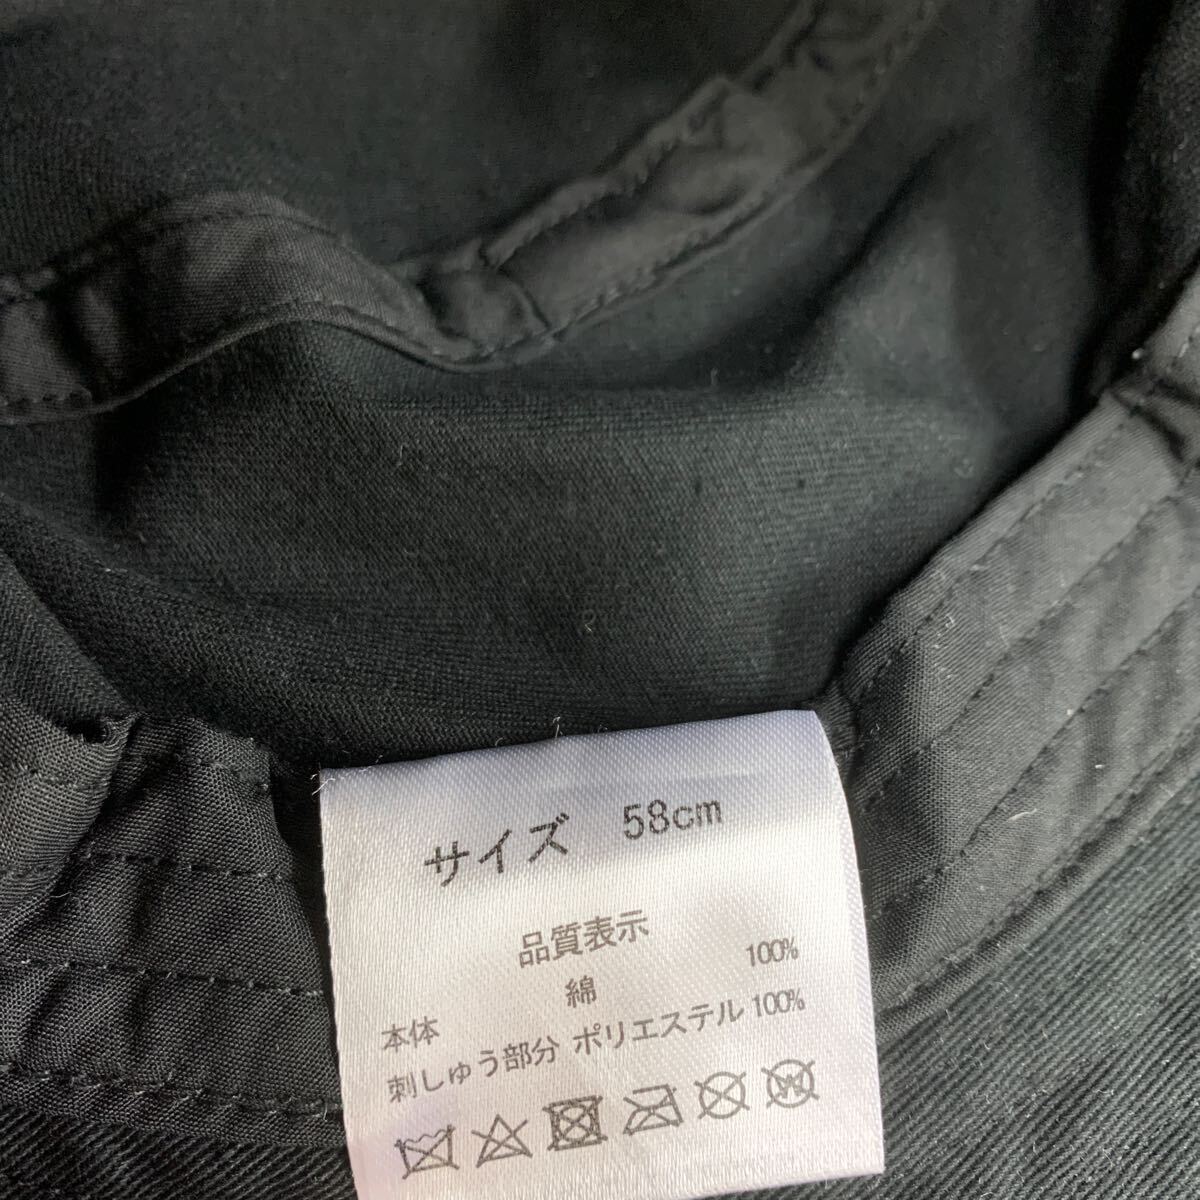 サイズ 58cm
品質表示
本体 綿 100%
刺しゅう部分 ポリエステル 100%